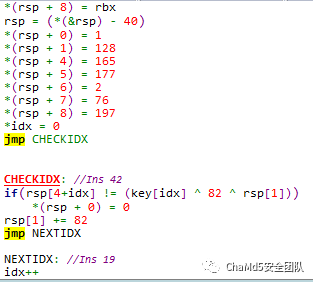 *(rsp + 8) = rbx
rsp = (*(&rsp) - 40)
*(rsp + 0) = 1
*(rsp + 1) = 128
*(rsp + 4) = 165
*(rsp + 5) = 177
*(rsp + 6) = 2
*(rsp + 7) = 76
*(rsp + 8) = 197
*idx = 0
jmp CHECKIDX
CHECKIDX: //Ins 42
if(rsp[4+idx] != (key[idx] ^ 82 ^ rsp[1]))
*(rsp + 0) = 0
rsp[1] += 82
jmp NEXTIDX
NEXTIDX: //Ins 19
idx++
ChaMd5安全团队